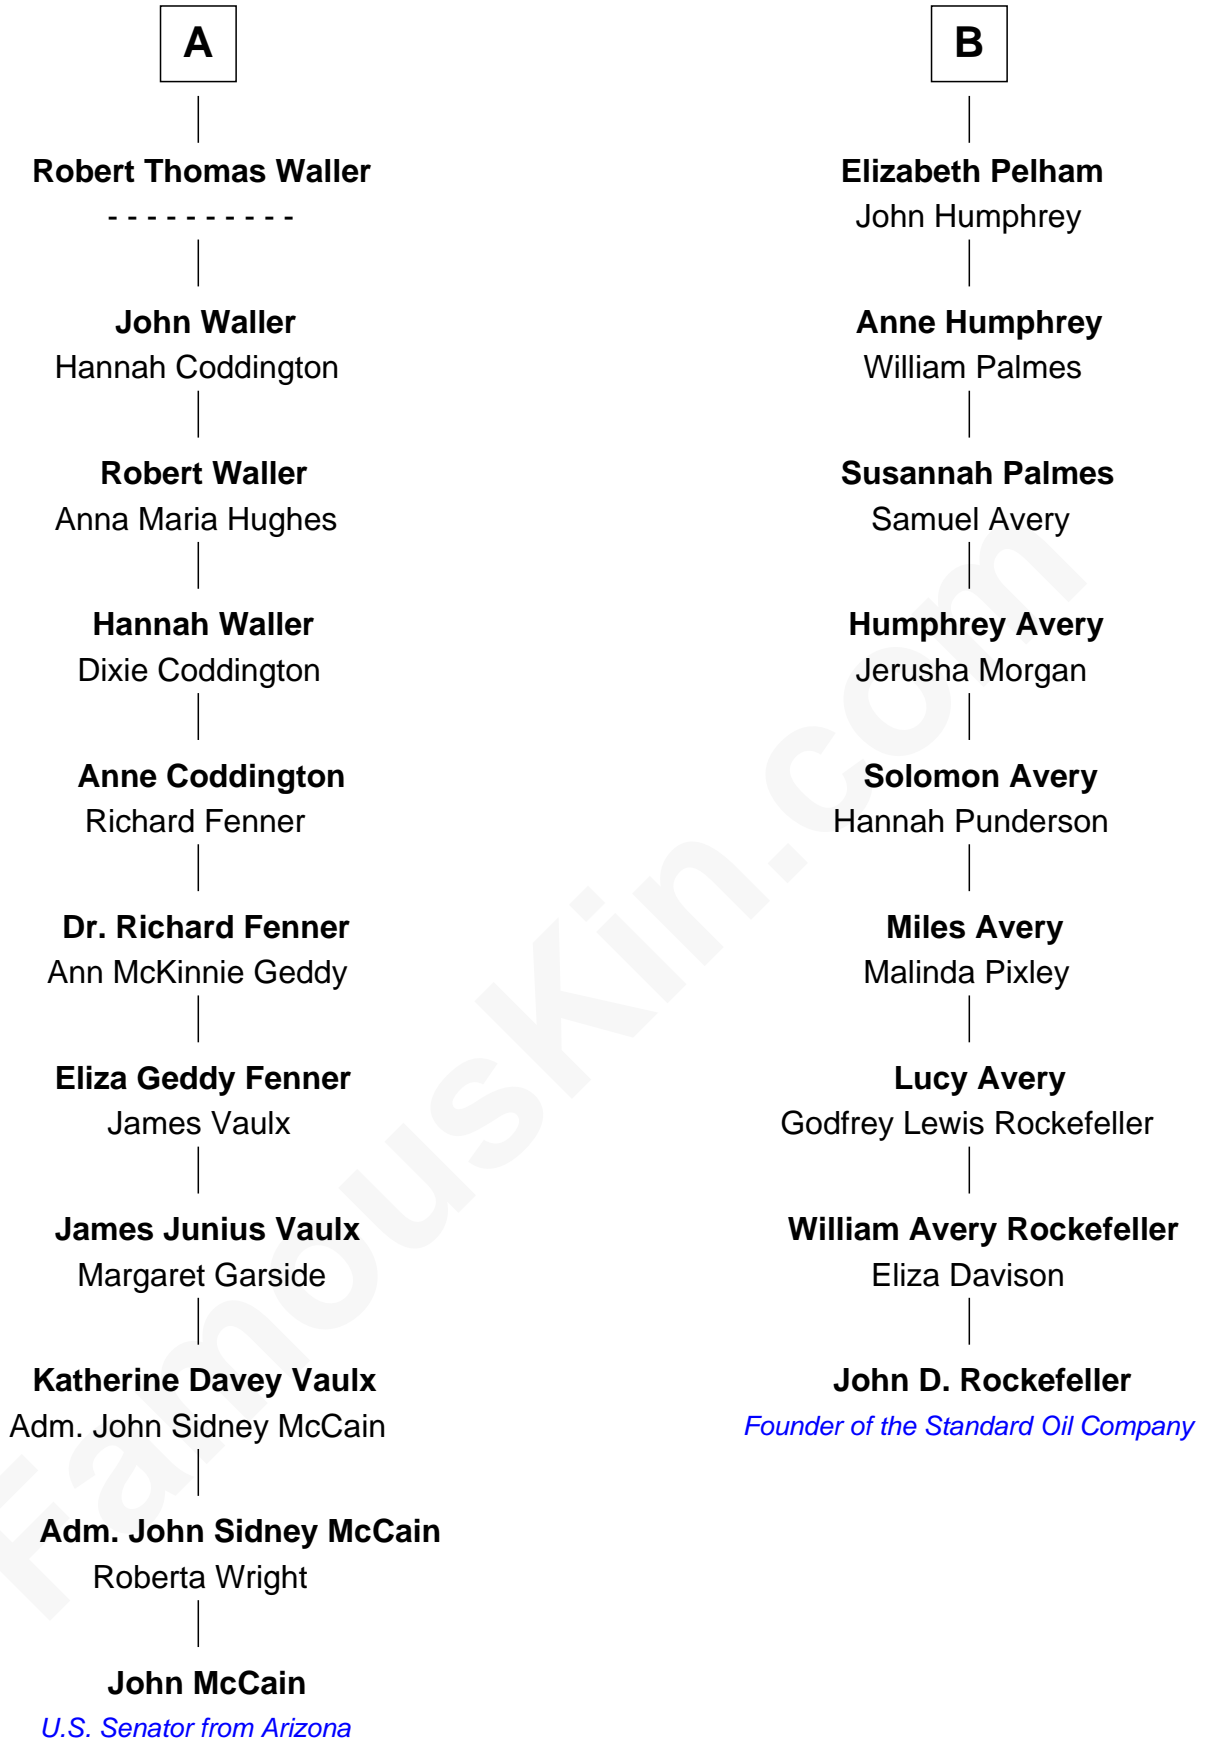 A
Robert Thomas Waller
- - - - - - - - - -
John Waller
Hannah Coddington
Robert Waller
Anna Maria Hughes
Hannah Waller
Dixie Coddington
Anne Coddington
Richard Fenner
Dr. Richard Fenner
Ann McKinnie Geddy
Eliza Geddy Fenner
James Vaulx
James Junius Vaulx
Margaret Garside
Katherine Davey Vaulx
Adm. John Sidney McCain
Adm. John Sidney McCain
Roberta Wright
John McCain
U.S. Senator from Arizona
B
Elizabeth Pelham
John Humphrey
Anne Humphrey
William Palmes
Susannah Palmes
Samuel Avery
Humphrey Avery
Jerusha Morgan
Solomon Avery
Hannah Punderson
Miles Avery
Malinda Pixley
Lucy Avery
Godfrey Lewis Rockefeller
William Avery Rockefeller
Eliza Davison
John D. Rockefeller
Founder of the Standard Oil Company
FamousKin.com